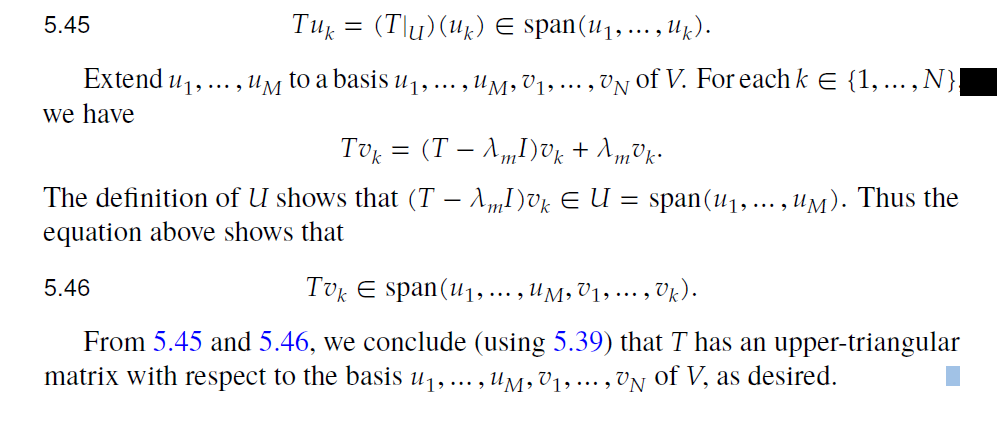 5.45 Tu_k = (T|_U)(u_k) ∈ span(u_1, … , u_k).
Extend u_1, … , u_M to a basis u_1, … , u_M, v_1, … , v_N of V. For each k ∈ {1, … , N}
we have
Tv_k = (T − λ_m I)v_k + λ_m v_k.
The definition of U shows that (T − λ_m I)v_k ∈ U = span(u_1, … , u_M). Thus the
equation above shows that
5.46 Tv_k ∈ span(u_1, … , u_M, v_1, … , v_k).
From 5.45 and 5.46, we conclude (using 5.39) that T has an upper-triangular
matrix with respect to the basis u_1, … , u_M, v_1, … , v_N of V, as desired.